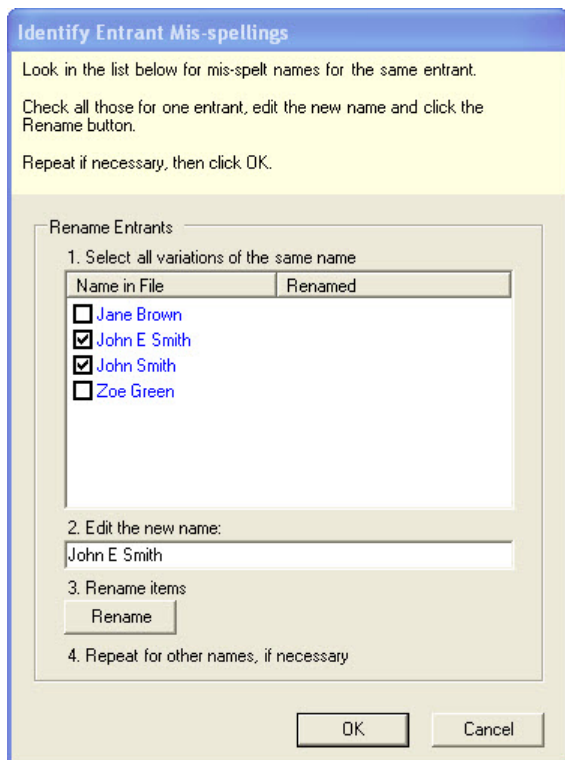 Identify Entrant Mis-spellings
Look in the list below for mis-spelt names for the same entrant.
Check all those for one entrant, edit the new name and click the
Rename button.
Repeat if necessary, then click OK.
Rename Entrants
1. Select all variations of the same name
Name in File Renamed
Jane Brown
John E Smith
John Smith
Zoe Green
2. Edit the new name:
John E Smith
3. Rename items
Rename
4. Repeat for other names, if necessary
OK Cancel